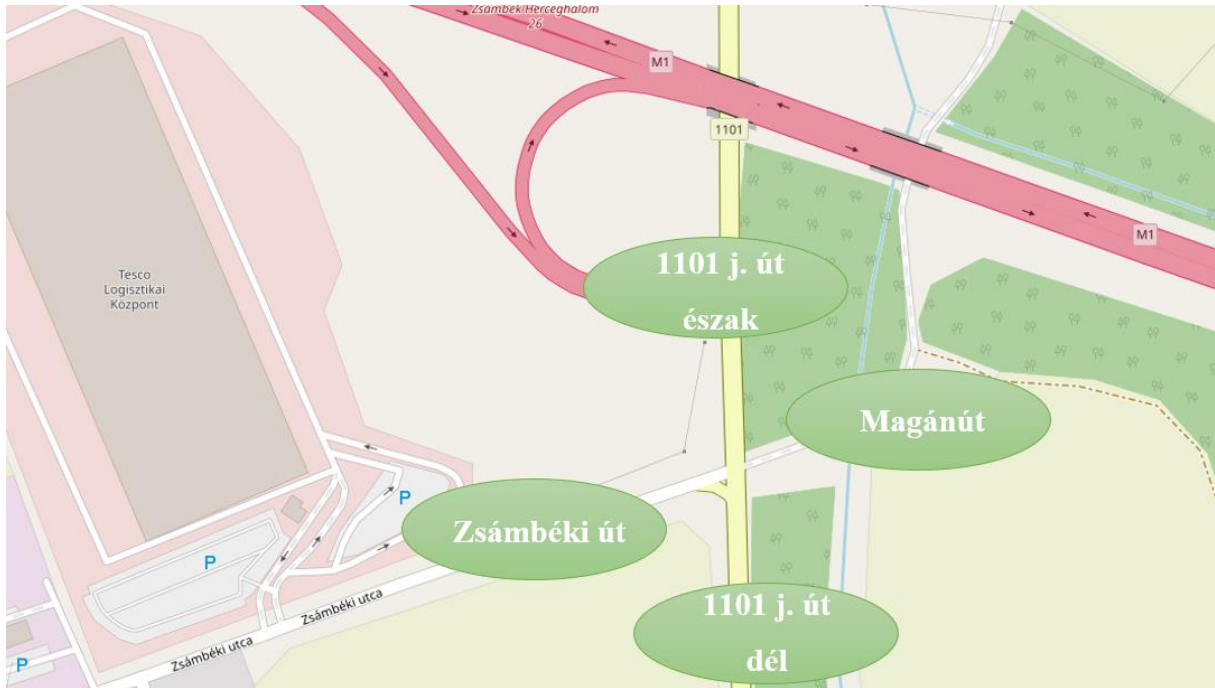 Zsámbék Herceghalom
26
M1
1101
M1
Tesco
Logisztikai
Központ
1101 j. út
észak
Magánút
P
Zsámbéki út
P
1101 j. út
dél
Zsámbéki utca
Zsámbéki utca
P